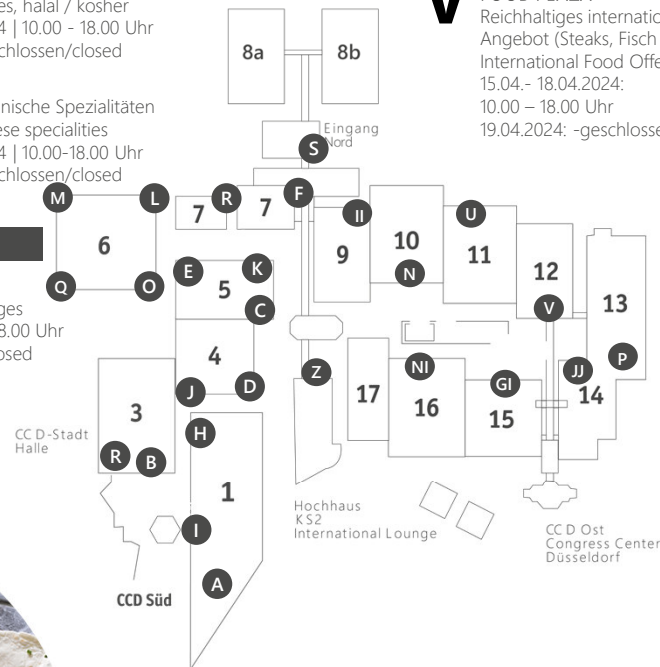 es, halal / kosher
4 | 10.00 - 18.00 Uhr
chlossen/closed
nische Spezialitäten
ese specialities
4 | 10.00-18.00 Uhr
chlossen/closed
ges
8.00 Uhr
osed
V
Reichhaltiges internatio
Angebot (Steaks, Fisch
International Food Offe
15.04.- 18.04.2024:
10.00 – 18.00 Uhr
19.04.2024: -geschlosse
8a
8b
Eingang
Nord
S
M
L
7
R
7
F
II
U
6
9
10
11
12
13
E
K
N
Q
O
5
C
V
4
Z
NI
JJ
P
J
D
17
GI
14
3
16
15
CCD-Stadt
Halle
H
R
B
1
Hochhaus
KS2
International Lounge
I
CCD Ost
Congress Center
Düsseldorf
A
CCD Süd